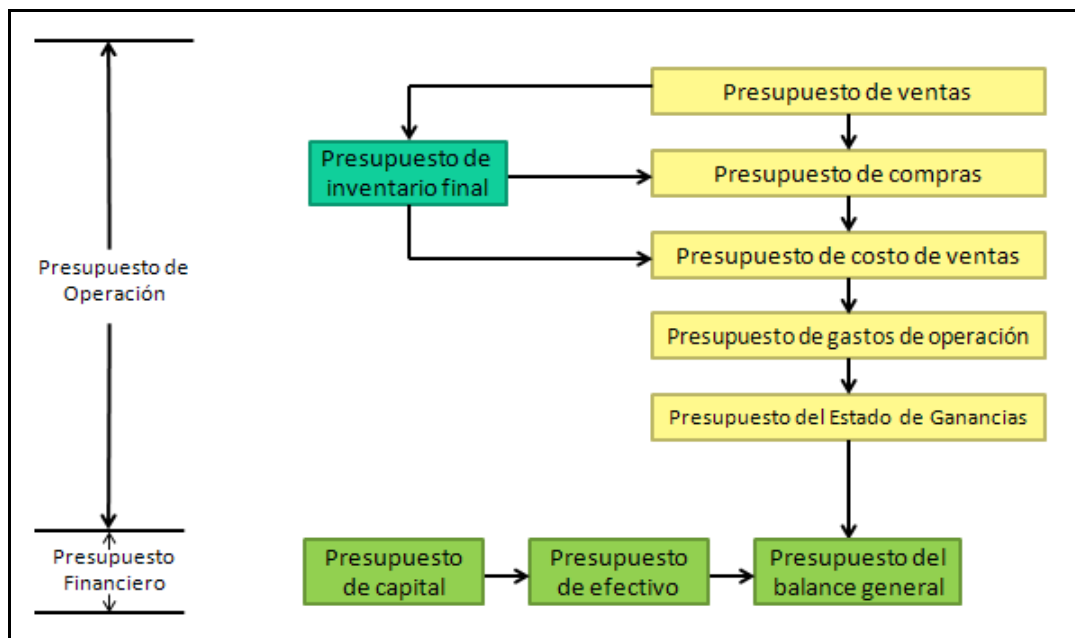 Presupuesto de ventas
Presupuesto de
inventario final
Presupuesto de compras
Presupuesto de costo de ventas
Presupuesto de
Operación
Presupuesto de gastos de operación
Presupuesto del Estado de Ganancias
Presupuesto
Financiero
Presupuesto
de capital
Presupuesto
de efectivo
Presupuesto del
balance general